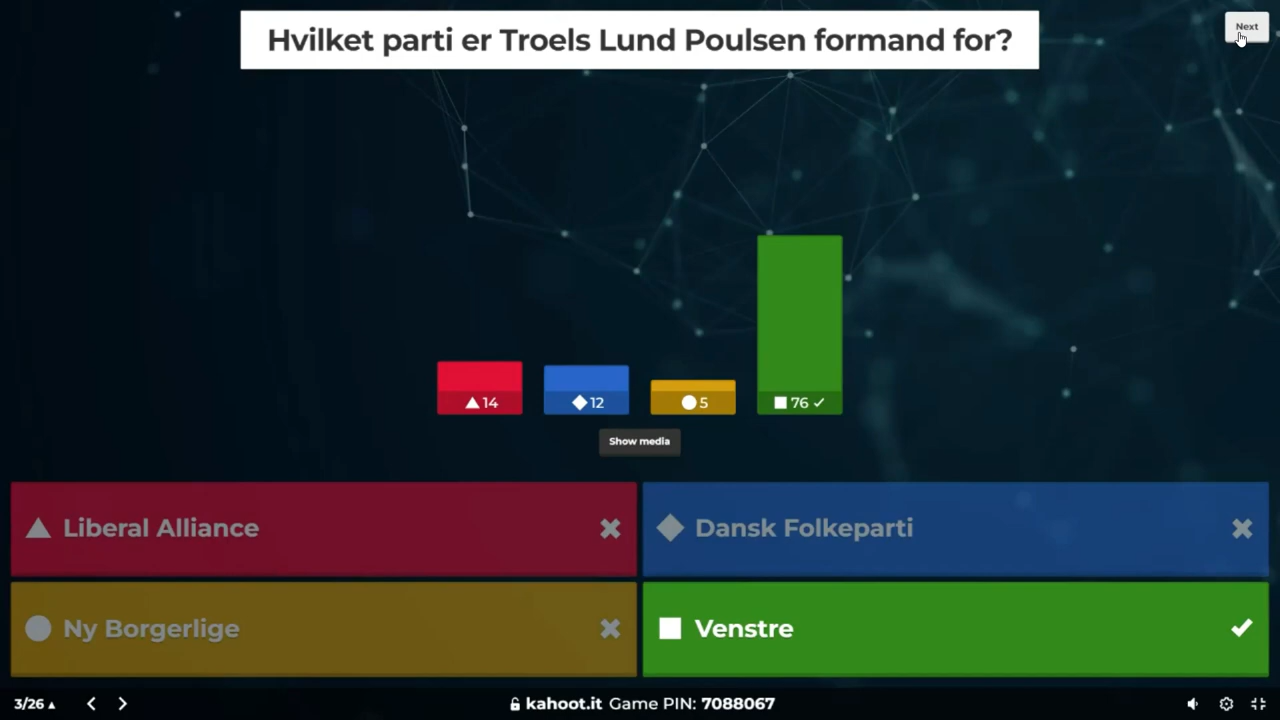 Hvilket parti er Troels Lund Poulsen formand for?
Next
14
12
5
76
Show media
Liberal Alliance
Dansk Folkeparti
Ny Borgerlige
Venstre
3/26
kahoot.it Game PIN: 7088067